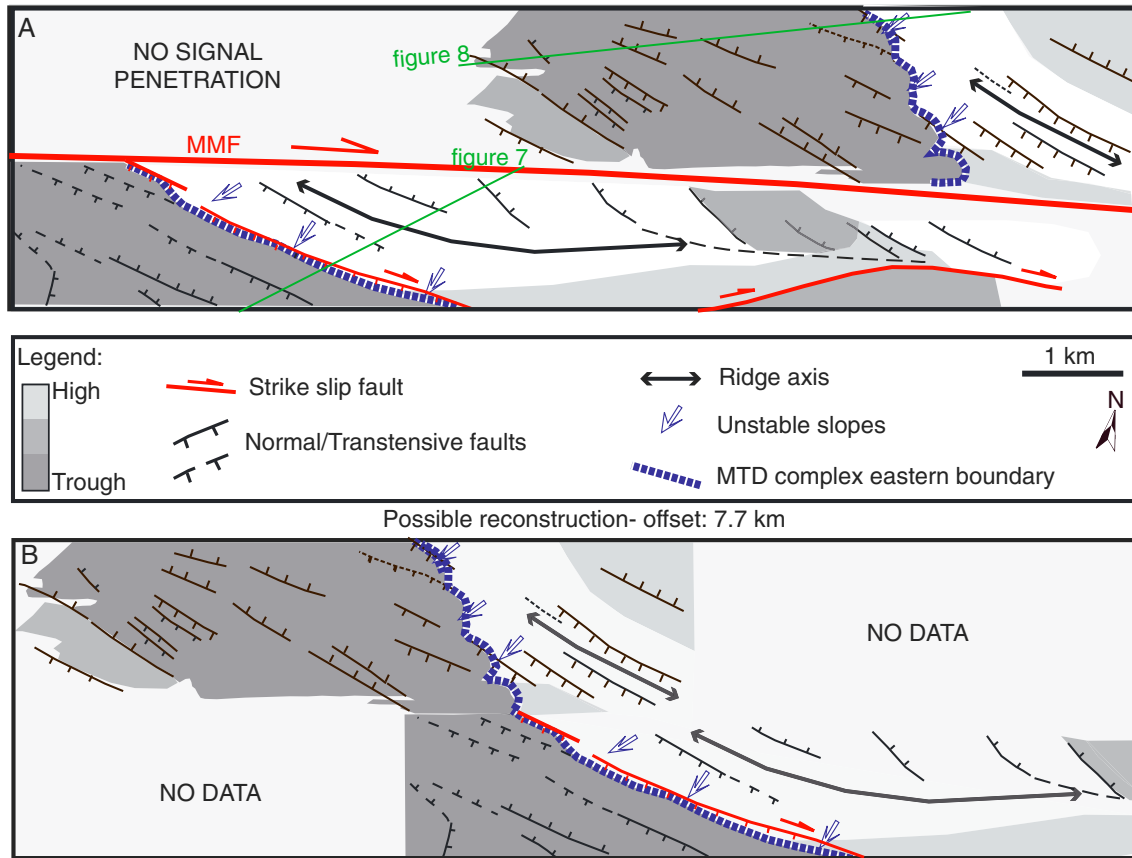 A
NO SIGNAL
PENETRATION
figure 8
MMF
figure 7
Legend:
High
Trough
Strike slip fault
Normal/Transtensive faults
Ridge axis
Unstable slopes
MTD complex eastern boundary
1 km
N
Possible reconstruction- offset: 7.7 km
B
NO DATA
NO DATA